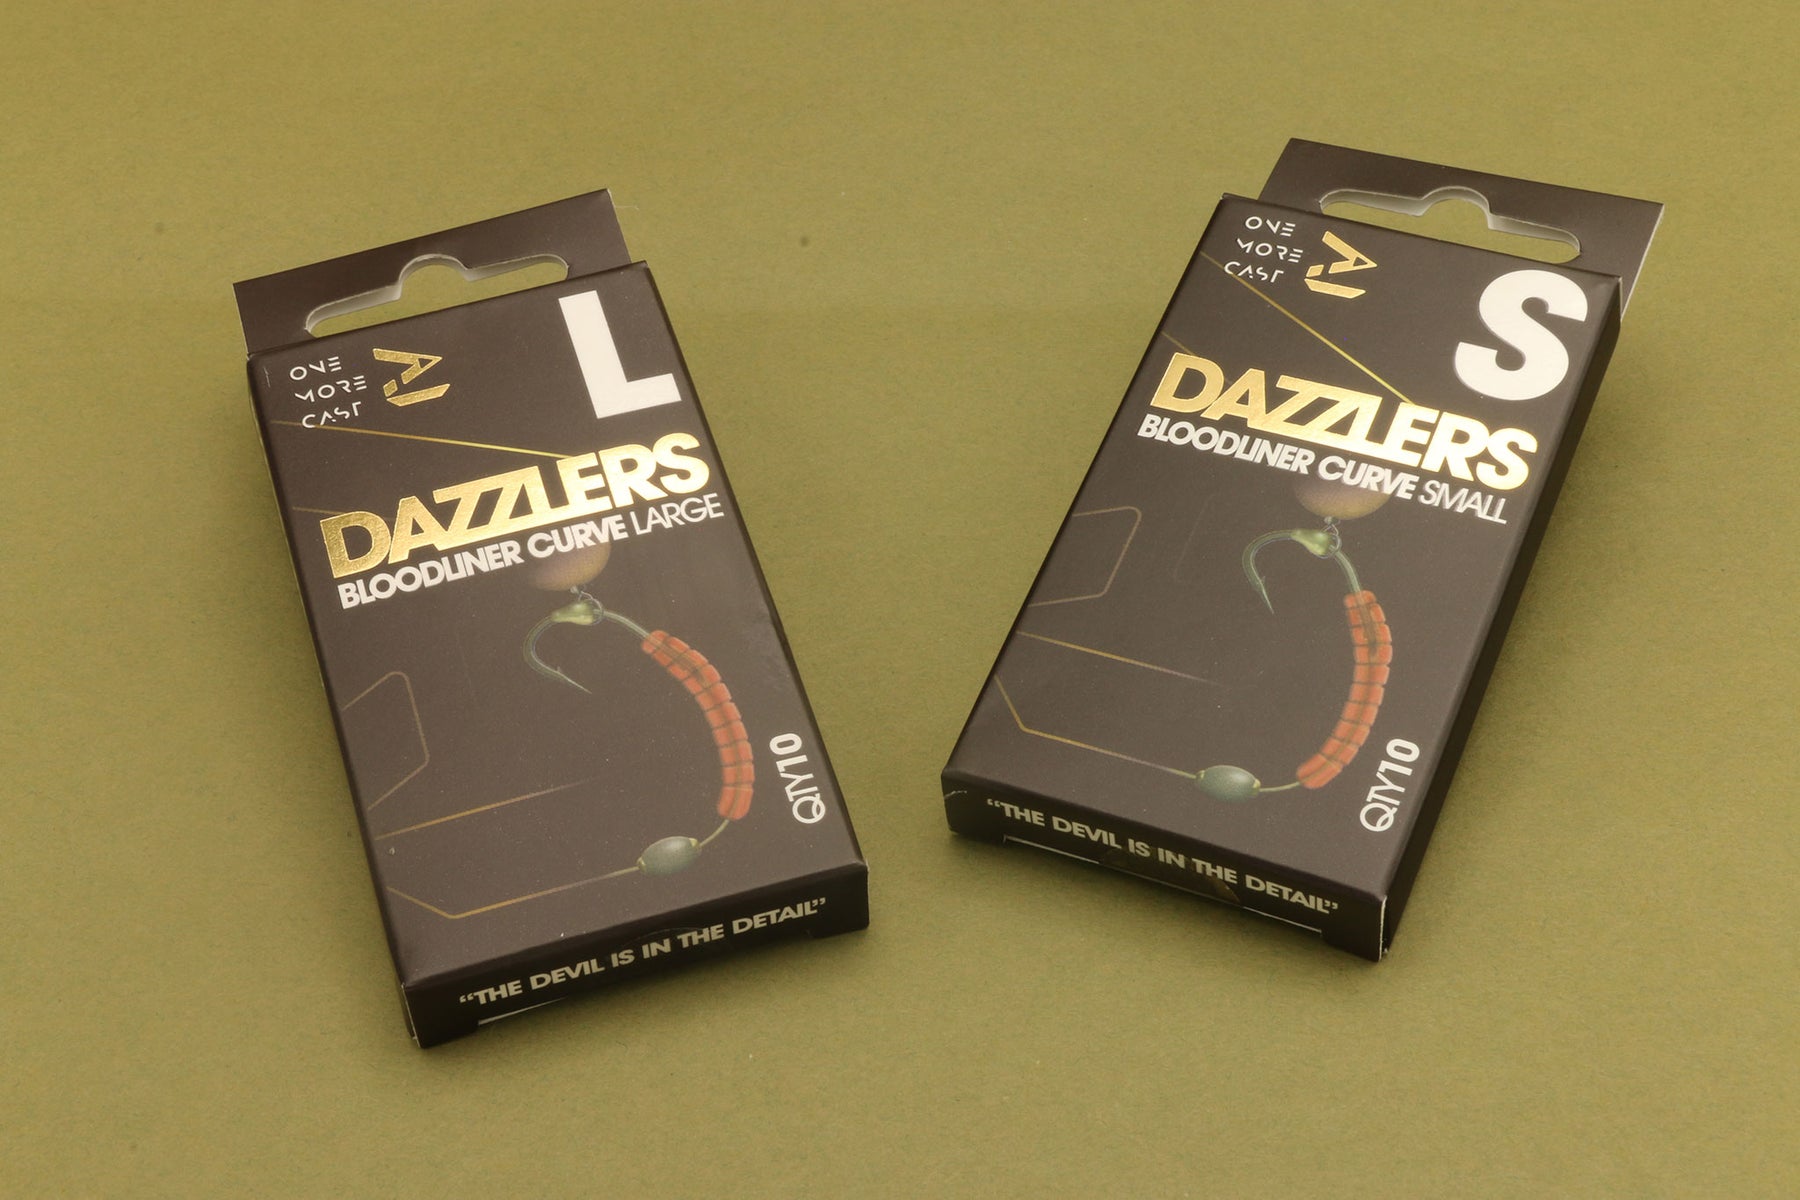 ONE
MORE
CAST
L
DAZZLERS
BLOODLINER CURVE LARGE
QTY10
“THE DEVIL IS IN THE DETAIL”
ONE
MORE
CAST
S
DAZZLERS
BLOODLINER CURVE SMALL
QTY10
“THE DEVIL IS IN THE DETAIL”